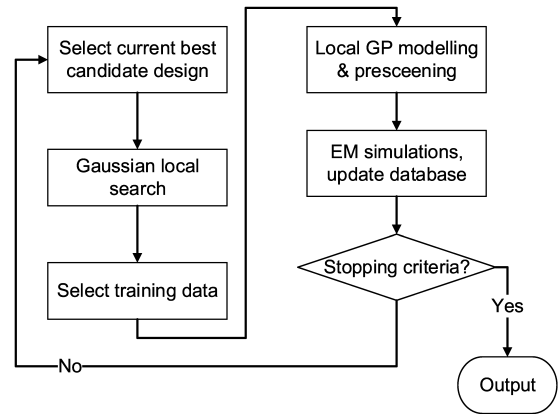 Select current best
candidate design
Gaussian local
search
Select training data
Local GP modelling
& presceening
EM simulations,
update database
Stopping criteria?
Yes
No
Output